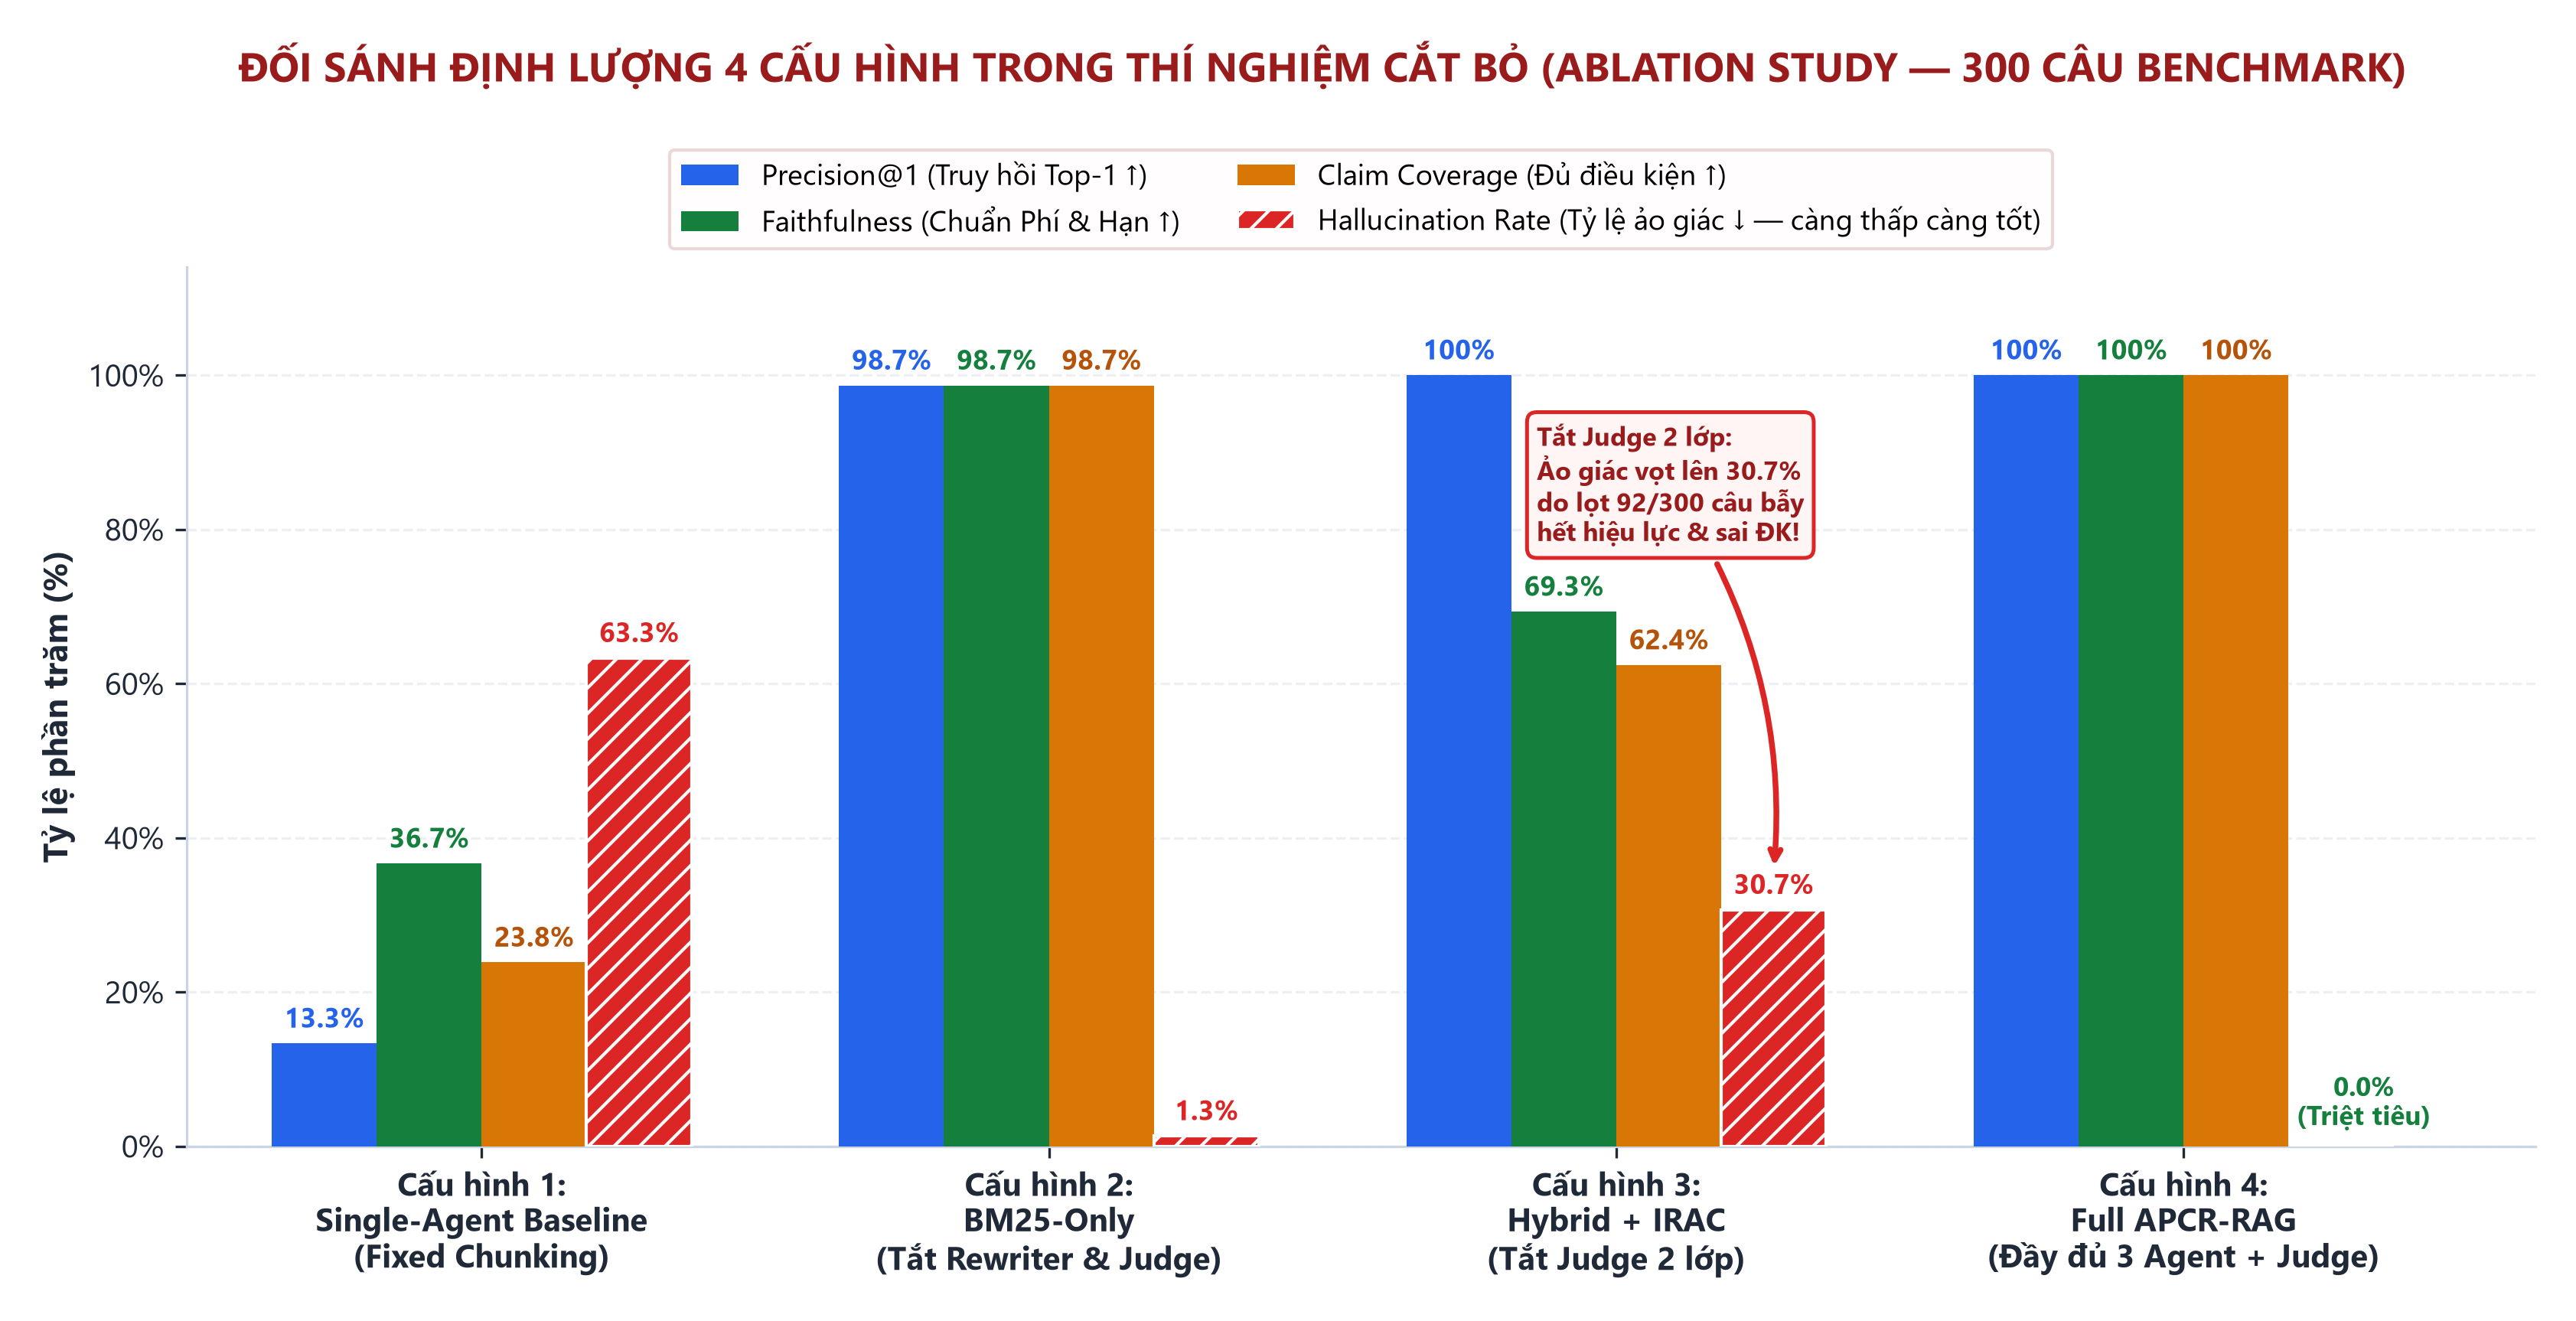 ĐỐI SÁNH ĐỊNH LƯỢNG 4 CẤU HÌNH TRONG THÍ NGHIỆM CẮT BỎ (ABLATION STUDY — 300 CÂU BENCHMARK)
Precision@1 (Truy hồi Top-1 ↑)
Faithfulness (Chuẩn Phí & Hạn ↑)
Claim Coverage (Đủ điều kiện ↑)
Hallucination Rate (Tỷ lệ ảo giác ↓ — càng thấp càng tốt)
Tỷ lệ phần trăm (%)
100%
80%
60%
40%
20%
0%
13.3%
36.7%
23.8%
63.3%
98.7%
98.7%
98.7%
1.3%
100%
69.3%
62.4%
30.7%
Tắt Judge 2 lớp:
Ảo giác vọt lên 30.7%
do lọt 92/300 câu bẫy
hết hiệu lực & sai ĐK!
100%
100%
100%
0.0%
(Triệt tiêu)
Cấu hình 1:
Single-Agent Baseline
(Fixed Chunking)
Cấu hình 2:
BM25-Only
(Tắt Rewriter & Judge)
Cấu hình 3:
Hybrid + IRAC
(Tắt Judge 2 lớp)
Cấu hình 4:
Full APCR-RAG
(Đầy đủ 3 Agent + Judge)